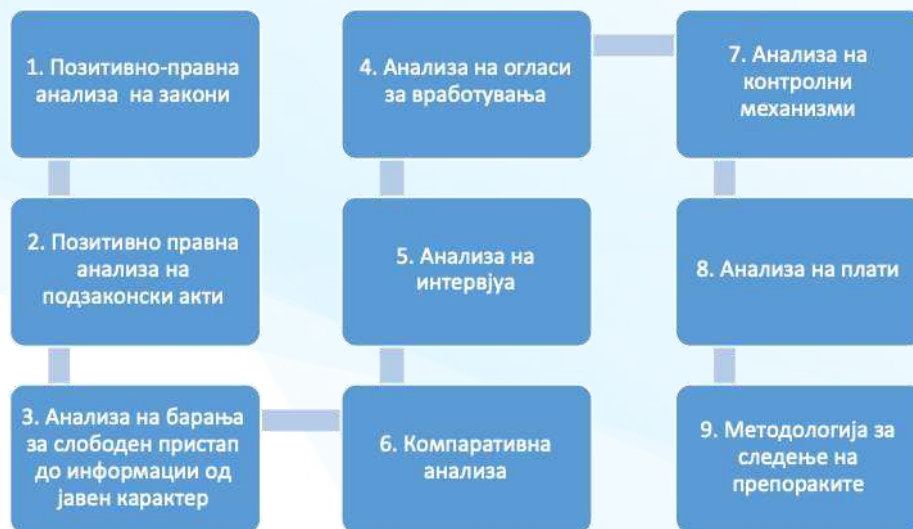 1. Позитивно-правна
анализа на закони
2. Позитивно правна
анализа на
подзаконски акти
3. Анализа на барања
за слободен пристап
до информации од
јавен карактер
4. Анализа на огласи
за вработувања
5. Анализа на
интервјуа
6. Компаративна
анализа
7. Анализа на
контролни
механизми
8. Анализа на плати
9. Методологија за
следење на
препораките